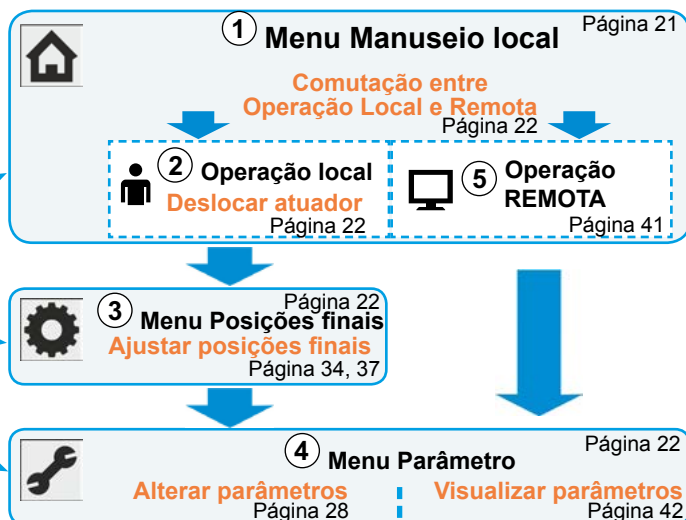 1 Menu Manuseio local Página 21
Comutação entre
Operação Local e Remota
Página 22
2 Operação local
Deslocar atuador
Página 22
5 Operação
REMOTA
Página 41
Página 22
3 Menu Posições finais
Ajustar posições finais
Página 34, 37
4 Menu Parâmetro Página 22
Alterar parâmetros
Página 28
Visualizar parâmetros
Página 42